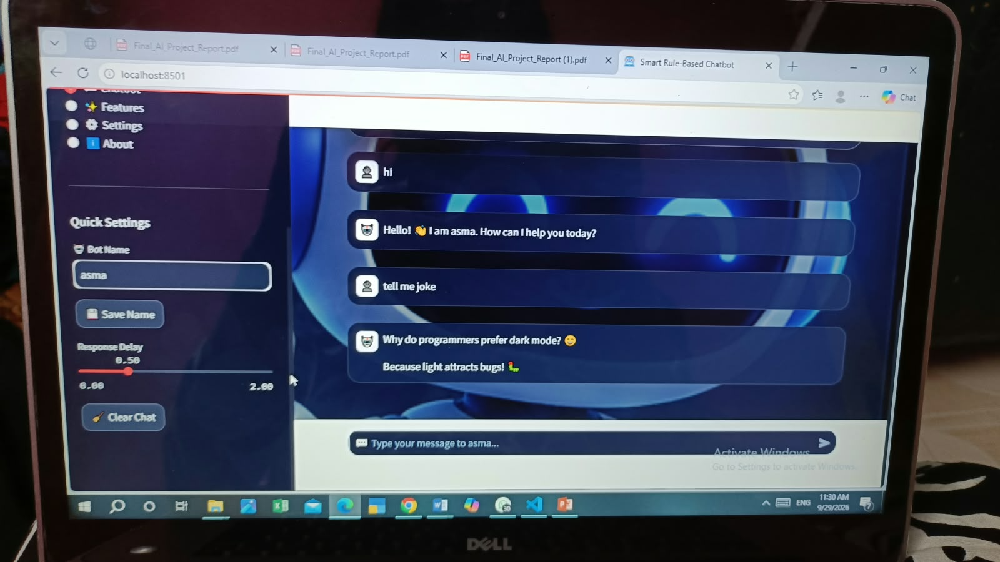 Final_AI_Project_Report.pdf
Final_AI_Project_Report.pdf
Final_AI_Project_Report (1).pdf
Smart Rule-Based Chatbot
localhost:8501
Chat
Chatbot
Features
Settings
About
Quick Settings
Bot Name
asma
Save Name
Response Delay
0.50
0.00
2.00
Clear Chat
hi
Hello! 👋 I am asma. How can I help you today?
tell me joke
Why do programmers prefer dark mode? 😄
Because light attracts bugs! 🐛
Type your message to asma...
Activate Windows
Go to Settings to activate Windows.
30
ENG
11:30 AM
9/29/2026
7
DELL